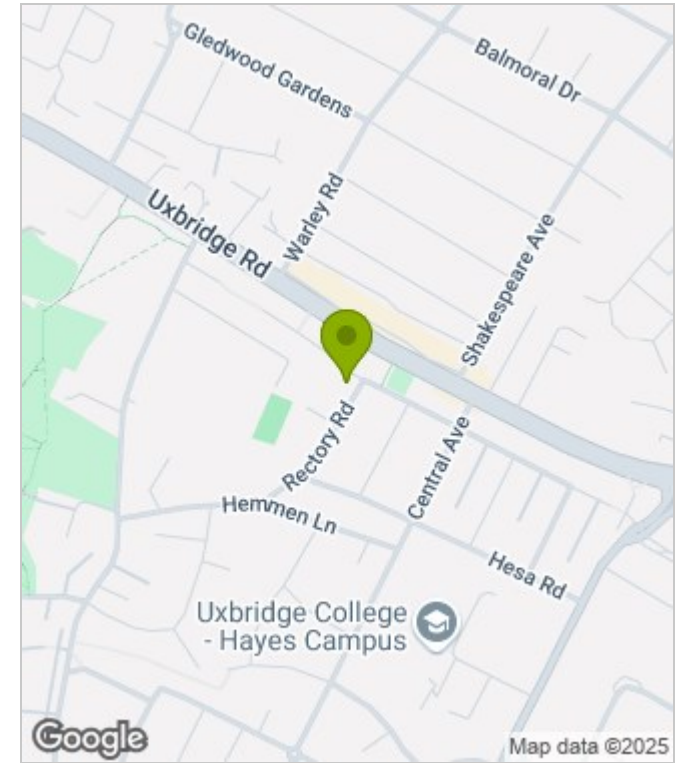 Gledwood Gardens
Balmoral Dr
Uxbridge Rd
Warley Rd
Shakespeare Ave
Rectory Rd
Central Ave
Hemmen Ln
Hesa Rd
Uxbridge College
- Hayes Campus
Google
Map data ©2025